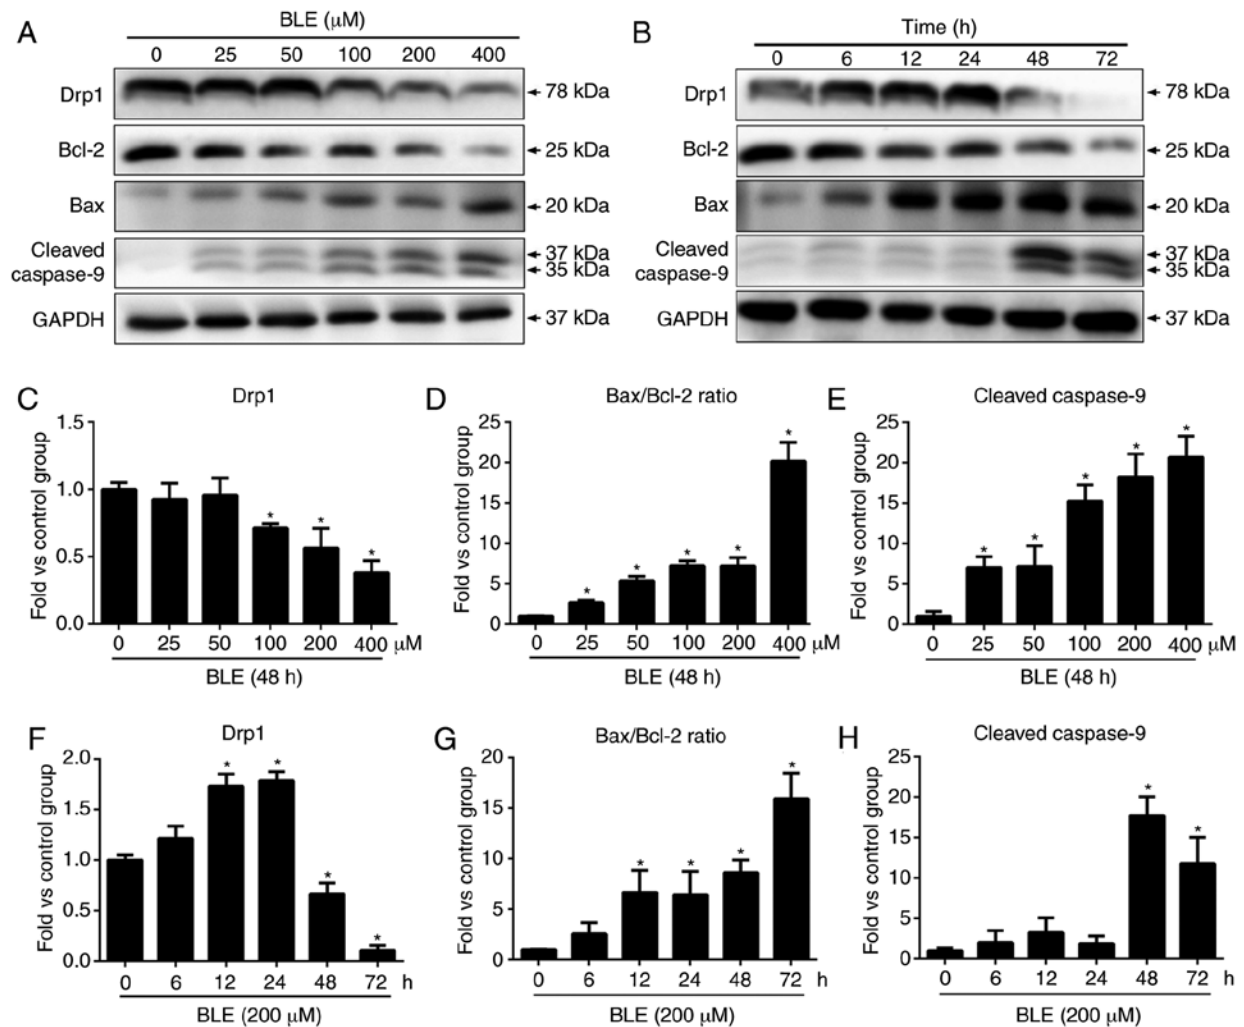 A
BLE (μM)
0 25 50 100 200 400
Drp1
78 kDa
Bcl-2
25 kDa
Bax
20 kDa
Cleaved
caspase-9
37 kDa
35 kDa
GAPDH
37 kDa
B
Time (h)
0 6 12 24 48 72
Drp1
78 kDa
Bcl-2
25 kDa
Bax
20 kDa
Cleaved
caspase-9
37 kDa
35 kDa
GAPDH
37 kDa
C
Drp1
Fold vs control group
1.5
1.0
0.5
0.0
* * *
0 25 50 100 200 400 μM
BLE (48 h)
D
Bax/Bcl-2 ratio
Fold vs control group
25
20
15
10
5
0
* * * * *
0 25 50 100 200 400 μM
BLE (48 h)
E
Cleaved caspase-9
Fold vs control group
25
20
15
10
5
0
* * * * *
0 25 50 100 200 400 μM
BLE (48 h)
F
Drp1
Fold vs control group
2.0
1.5
1.0
0.5
0.0
* * * *
0 6 12 24 48 72 h
BLE (200 μM)
G
Bax/Bcl-2 ratio
Fold vs control group
20
15
10
5
0
* * * *
0 6 12 24 48 72 h
BLE (200 μM)
H
Cleaved caspase-9
Fold vs control group
25
20
15
10
5
0
* *
0 6 12 24 48 72 h
BLE (200 μM)